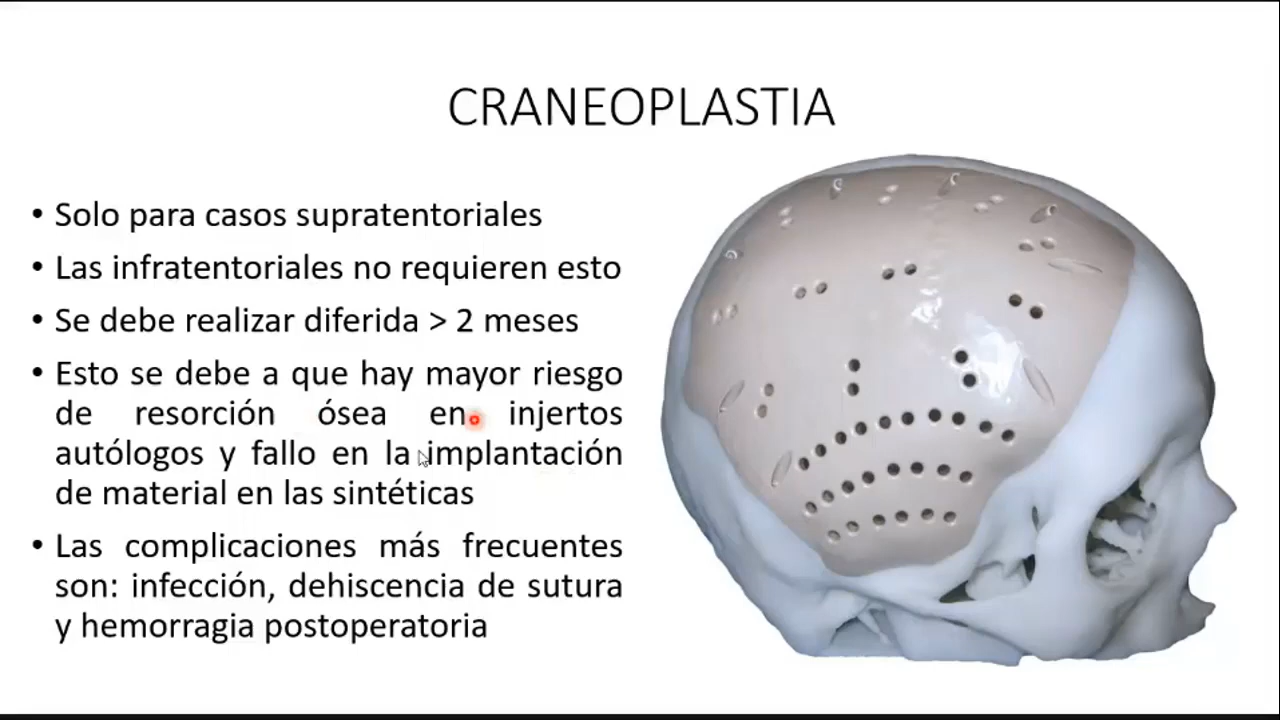 CRANEOPLASTIA
• Solo para casos supratentoriales
• Las infratentoriales no requieren esto
• Se debe realizar diferida > 2 meses
• Esto se debe a que hay mayor riesgo
de resorción ósea en injertos
autólogos y fallo en la implantación
de material en las sintéticas
• Las complicaciones más frecuentes
son: infección, dehiscencia de sutura
y hemorragia postoperatoria